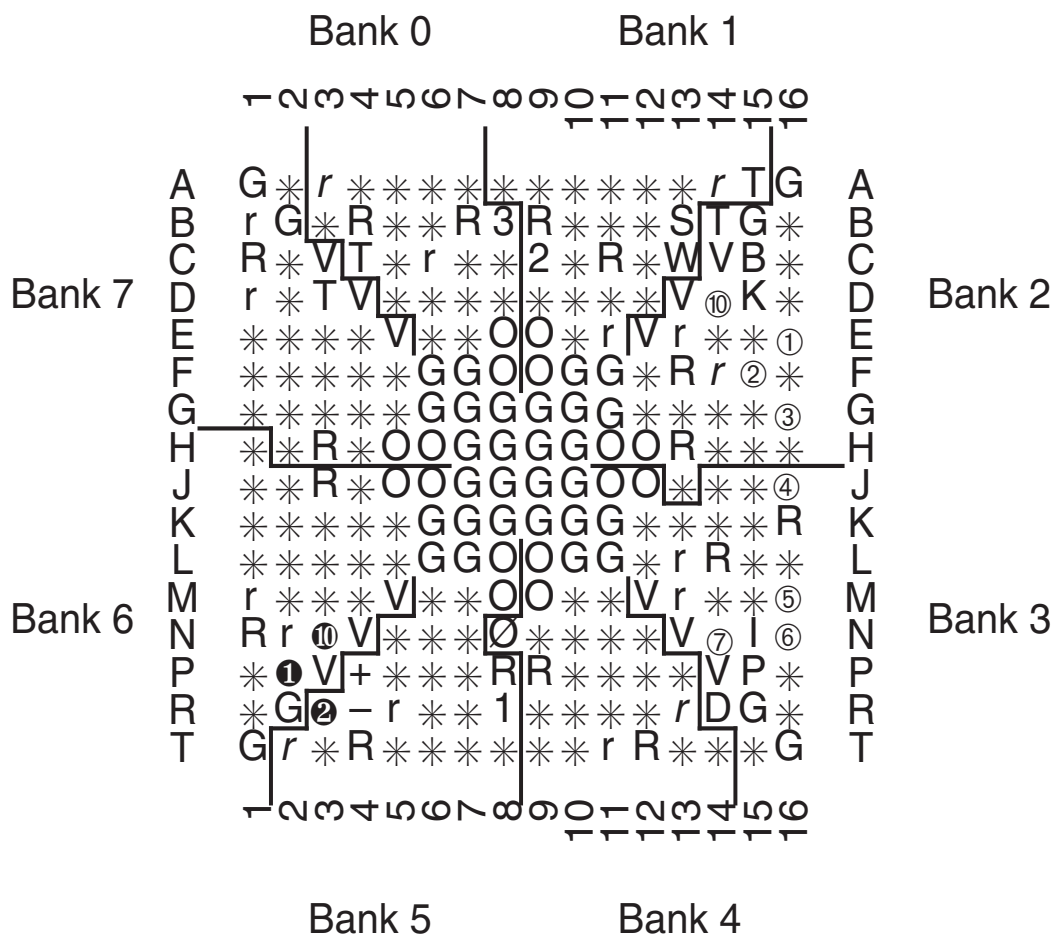 Bank 0 Bank 1
1 2 3 4 5 6 7 8 9 10 11 12 13 14 15 16
A G ✳ r ✳ ✳ ✳ ✳ ✳ ✳ ✳ ✳ ✳ ✳ r T G A
B r G ✳ R ✳ ✳ R 3 R ✳ ✳ ✳ S T G ✳ B
C R ✳ V T ✳ r ✳ ✳ 2 ✳ R ✳ W V B ✳ C
Bank 7 D r ✳ T V ✳ ✳ ✳ ✳ ✳ ✳ ✳ ✳ V ⑩ K ✳ D Bank 2
E ✳ ✳ ✳ ✳ V ✳ ✳ O O ✳ r V r ✳ ✳ ① E
F ✳ ✳ ✳ ✳ ✳ G G O O G G ✳ R r ② ✳ F
G ✳ ✳ ✳ ✳ ✳ G G G G G G ✳ ✳ ✳ ✳ ③ G
H ✳ ✳ R ✳ O O G G G G O O R ✳ ✳ ✳ H
J ✳ ✳ R ✳ O O G G G G O O ✳ ✳ ✳ ④ J
K ✳ ✳ ✳ ✳ ✳ G G G G G G ✳ ✳ ✳ ✳ R K
L ✳ ✳ ✳ ✳ ✳ G G O O G G ✳ r R ✳ ✳ L
M r ✳ ✳ ✳ V ✳ ✳ O O ✳ ✳ V r ✳ ✳ ⑤ M
Bank 6 N R r ❿ V ✳ ✳ ✳ Ø ✳ ✳ ✳ ✳ V ⑦ I ⑥ N Bank 3
P ✳ ❶ V + ✳ ✳ ✳ R R ✳ ✳ ✳ ✳ V P ✳ P
R ✳ G ❷ – r ✳ ✳ 1 ✳ ✳ ✳ ✳ r D G ✳ R
T G r ✳ R ✳ ✳ ✳ ✳ ✳ ✳ r R ✳ ✳ ✳ G T
1 2 3 4 5 6 7 8 9 10 11 12 13 14 15 16
Bank 5 Bank 4